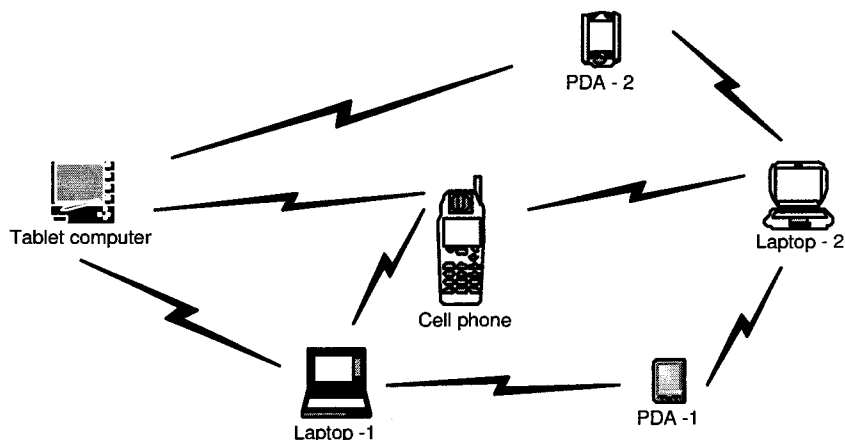 PDA - 2
Tablet computer
Laptop - 2
Cell phone
PDA -1
Laptop -1